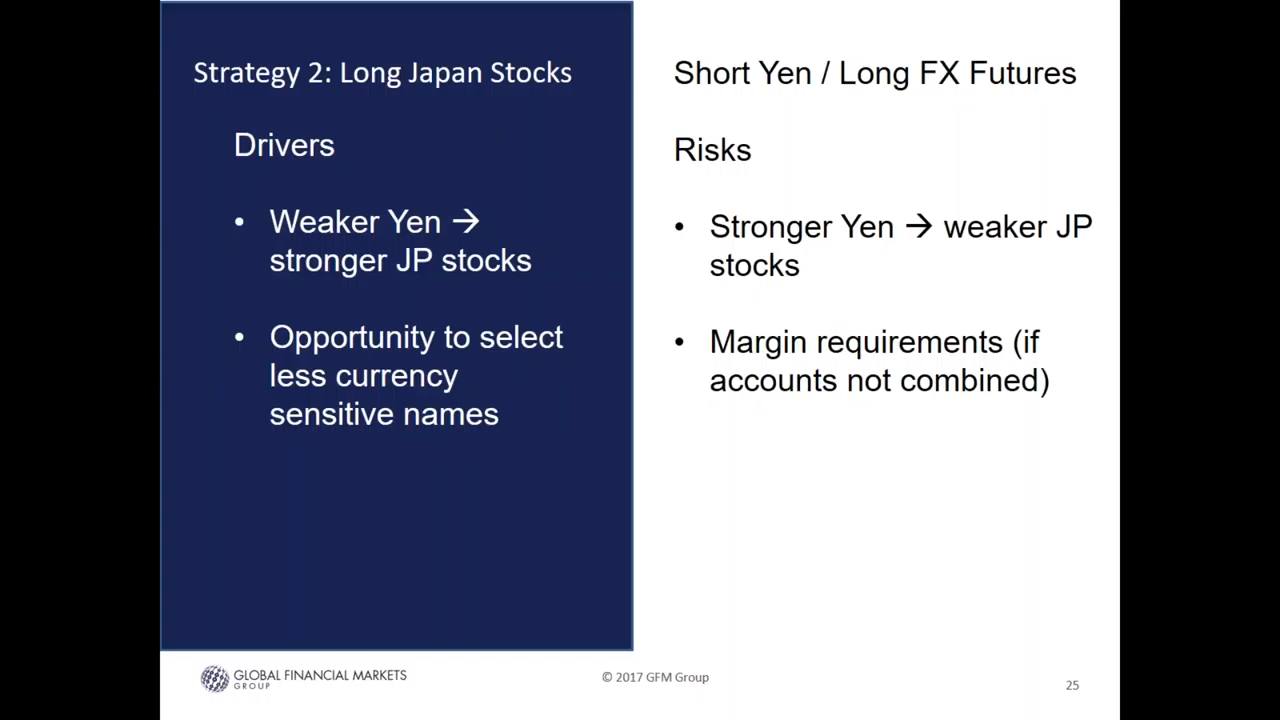 Strategy 2: Long Japan Stocks
Drivers
• Weaker Yen →
stronger JP stocks
• Opportunity to select
less currency
sensitive names
Short Yen / Long FX Futures
Risks
• Stronger Yen → weaker JP
stocks
• Margin requirements (if
accounts not combined)
GLOBAL FINANCIAL MARKETS
GROUP
© 2017 GFM Group
25